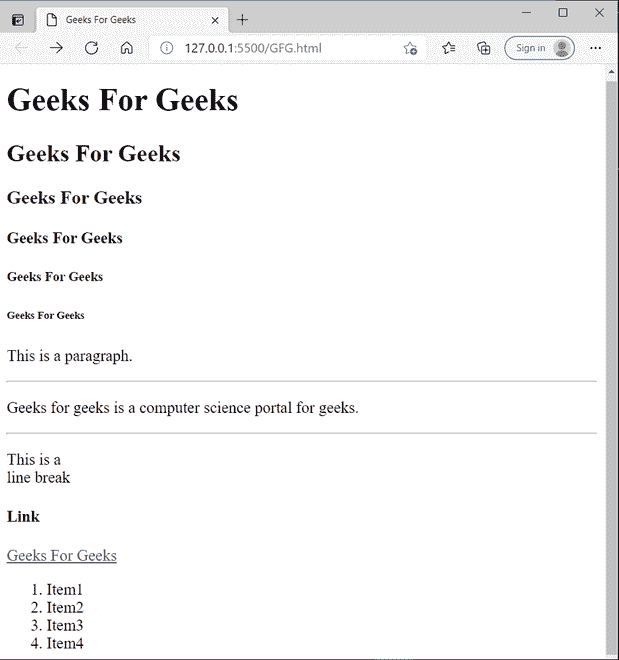 Geeks For Geeks
127.0.0.1:5500/GFG.html
Sign in
Geeks For Geeks
Geeks For Geeks
Geeks For Geeks
Geeks For Geeks
Geeks For Geeks
Geeks For Geeks
This is a paragraph.
Geeks for geeks is a computer science portal for geeks.
This is a
line break
Link
Geeks For Geeks
1. Item1
2. Item2
3. Item3
4. Item4